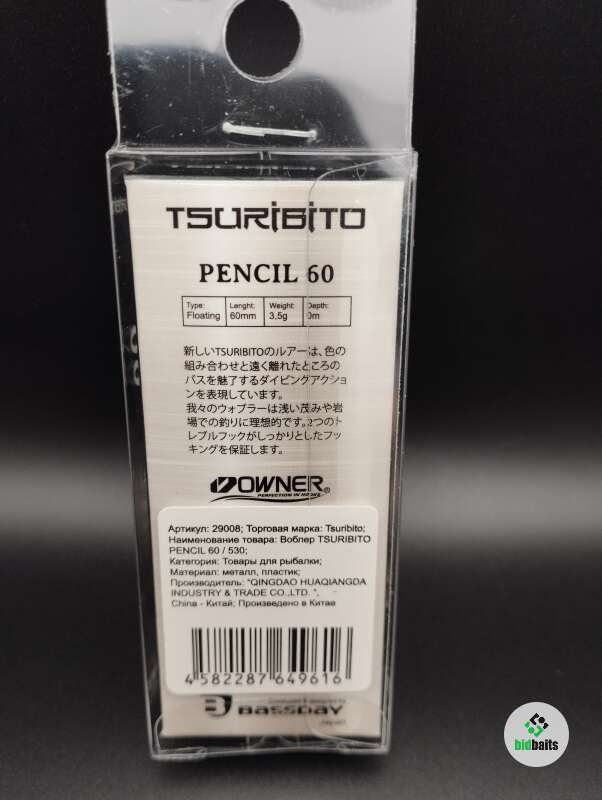 TSURIBITO
PENCIL 60
Type: Lenght: Weight: Depth:
Floating 60mm 3,5g 0m
新しいTSURIBITOのルアーは、色の
組み合わせと遠く離れたところの
バスを魅了するダイビングアクショ
ンを表現しています。
我々のウォブラーは浅い茂みや岩
場での釣りに理想的です。2つのト
レブルフックがしっかりとしたフッ
キングを保証します。
OWNER®
PERFECTION IN HOOKS
Артикул: 29008; Торговая марка: Tsuribito;
Наименование товара: Воблер TSURIBITO
PENCIL 60 / 530;
Категория: Товары для рыбалки;
Материал: металл, пластик;
Производитель: "QINGDAO HUAQIANGDA
INDUSTRY & TRADE CO.,LTD. ",
China - Китай; Произведено в Китае
4 582287 649616
BASSDAY
bidbaits